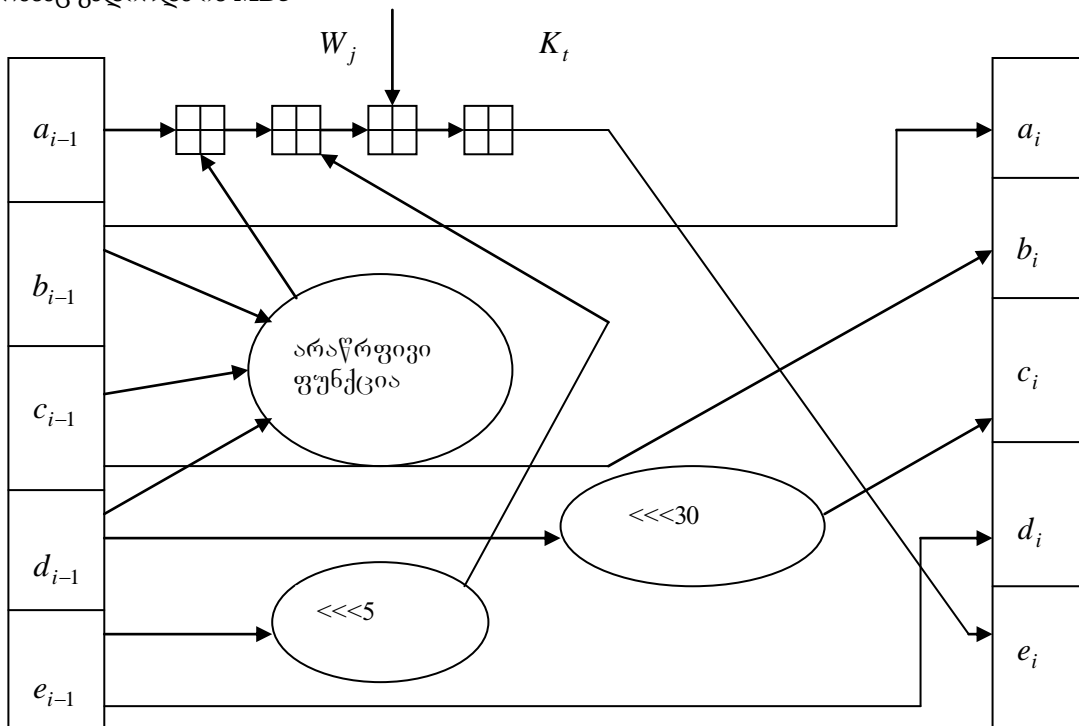 W_j K_t
a_{i-1}
a_i
b_{i-1}
b_i
არაწრფივი
ფუნქცია
c_{i-1}
c_i
<<<30
d_{i-1}
d_i
<<<5
e_{i-1}
e_i